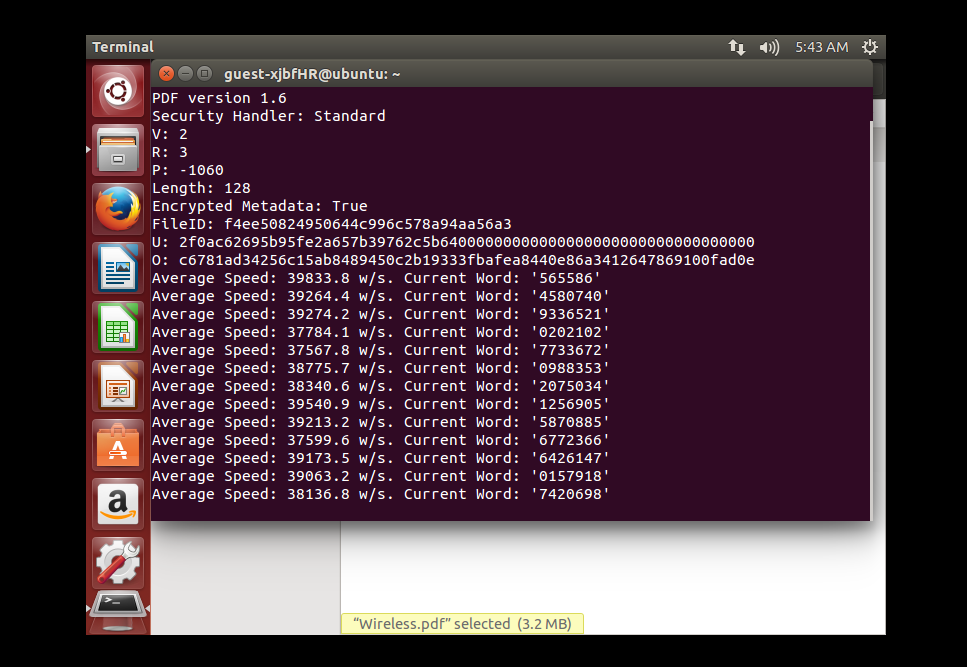 Terminal
5:43 AM
guest-xjbfHR@ubuntu: ~
PDF version 1.6
Security Handler: Standard
V: 2
R: 3
P: -1060
Length: 128
Encrypted Metadata: True
FileID: f4ee50824950644c996c578a94aa56a3
U: 2f0ac62695b95fe2a657b39762c5b64000000000000000000000000000000000
O: c6781ad34256c15ab8489450c2b19333fbafea8440e86a3412647869100fad0e
Average Speed: 39833.8 w/s. Current Word: '565586'
Average Speed: 39264.4 w/s. Current Word: '4580740'
Average Speed: 39274.2 w/s. Current Word: '9336521'
Average Speed: 37784.1 w/s. Current Word: '0202102'
Average Speed: 37567.8 w/s. Current Word: '7733672'
Average Speed: 38775.7 w/s. Current Word: '0988353'
Average Speed: 38340.6 w/s. Current Word: '2075034'
Average Speed: 39540.9 w/s. Current Word: '1256905'
Average Speed: 39213.2 w/s. Current Word: '5870885'
Average Speed: 37599.6 w/s. Current Word: '6772366'
Average Speed: 39173.5 w/s. Current Word: '6426147'
Average Speed: 39063.2 w/s. Current Word: '0157918'
Average Speed: 38136.8 w/s. Current Word: '7420698'
a
“Wireless.pdf” selected (3.2 MB)